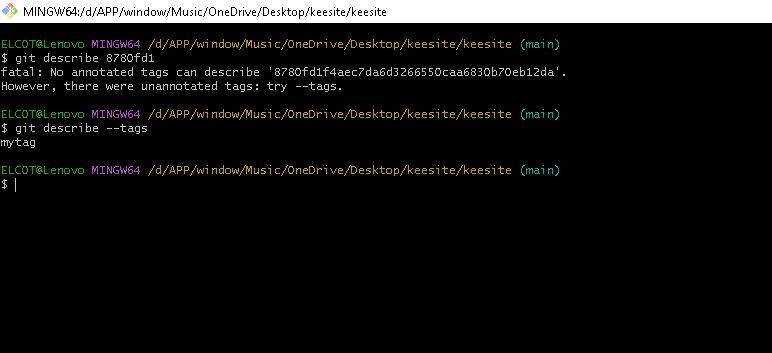 MINGW64:/d/APP/window/Music/OneDrive/Desktop/keesite/keesite
ELCOT@Lenovo MINGW64 /d/APP/window/Music/OneDrive/Desktop/keesite/keesite (main)
$ git describe 8780fd1
fatal: No annotated tags can describe '8780fd1f4aec7da6d3266550caa6830b70eb12da'.
However, there were unannotated tags: try --tags.
ELCOT@Lenovo MINGW64 /d/APP/window/Music/OneDrive/Desktop/keesite/keesite (main)
$ git describe --tags
mytag
ELCOT@Lenovo MINGW64 /d/APP/window/Music/OneDrive/Desktop/keesite/keesite (main)
$